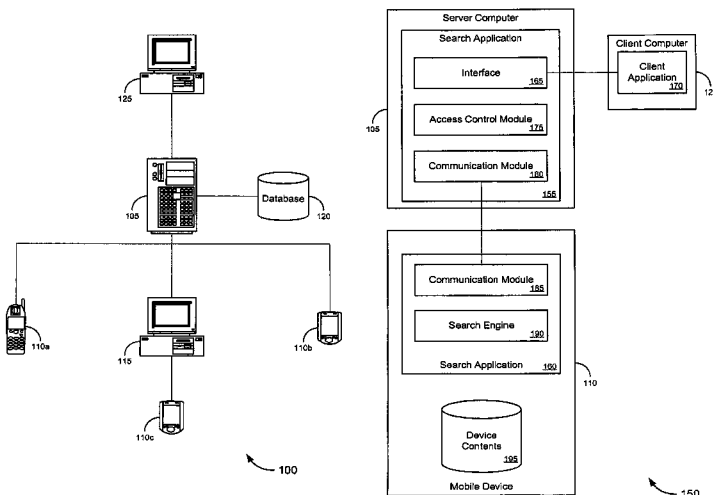 125
105
Database
120
110a
115
110b
110c
100
Server Computer
Search Application
Interface
165
Access Control Module
175
Communication Module
180
155
105
Client Computer
Client
Application
170
12
Communication Module
185
Search Engine
190
Search Application
160
110
Device
Contents
195
Mobile Device
150